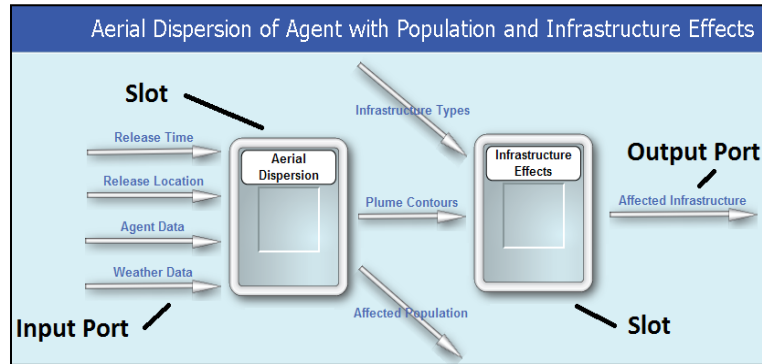 Aerial Dispersion of Agent with Population and Infrastructure Effects
Slot
Infrastructure Types
Release Time
Aerial
Dispersion
Infrastructure
Effects
Output Port
Release Location
Plume Contours
Affected Infrastructure
Agent Data
Weather Data
Affected Population
Input Port
Slot